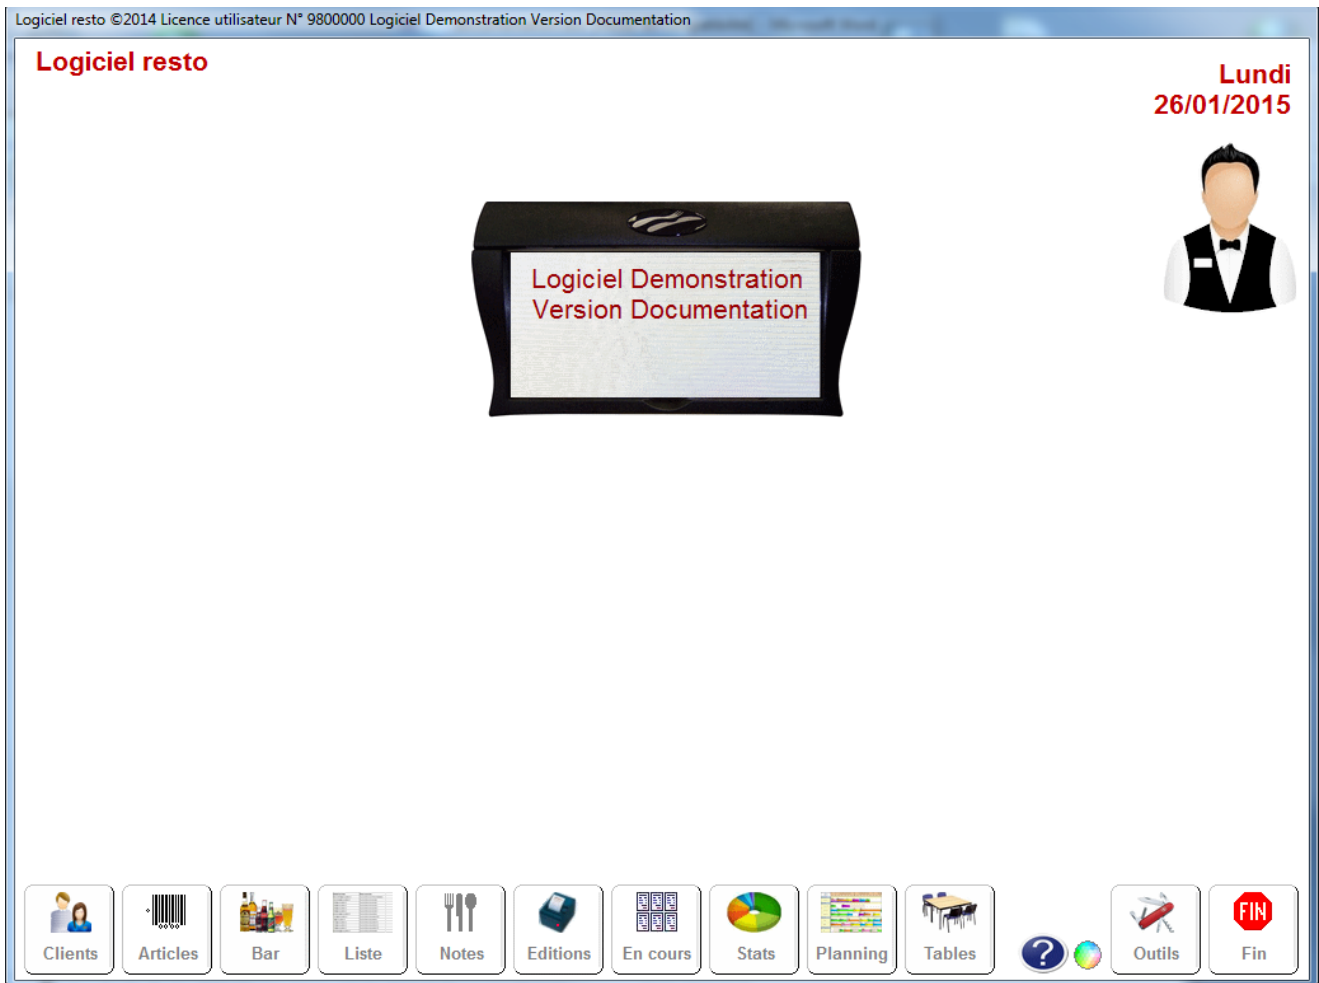 Logiciel resto ©2014 Licence utilisateur N° 9800000 Logiciel Demonstration Version Documentation
Logiciel resto
Lundi
26/01/2015
Logiciel Demonstration
Version Documentation
Clients
Articles
Bar
Liste
Notes
Editions
En cours
Stats
Planning
Tables
?
Outils
FIN
Fin